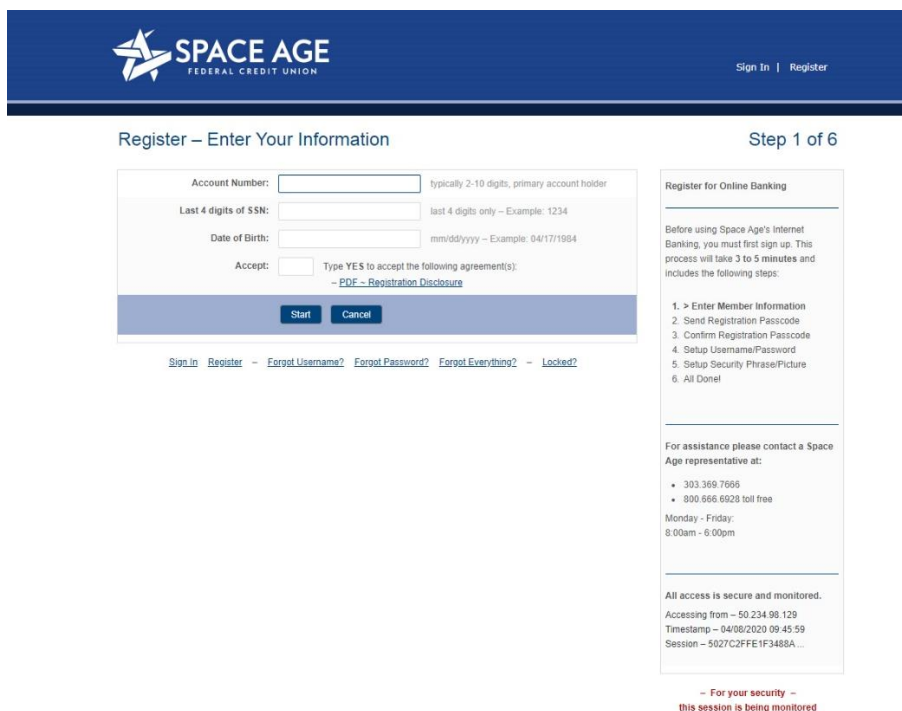 SPACE AGE
FEDERAL CREDIT UNION
Sign In | Register
Register – Enter Your Information
Step 1 of 6
Account Number: typically 2-10 digits, primary account holder
Last 4 digits of SSN: last 4 digits only – Example: 1234
Date of Birth: mm/dd/yyyy – Example: 04/17/1984
Accept: Type YES to accept the following agreement(s):
– PDF ~ Registration Disclosure
Start Cancel
Sign In Register – Forgot Username? Forgot Password? Forgot Everything? – Locked?
Register for Online Banking
Before using Space Age's Internet
Banking, you must first sign up. This
process will take 3 to 5 minutes and
includes the following steps:
1. > Enter Member Information
2. Send Registration Passcode
3. Confirm Registration Passcode
4. Setup Username/Password
5. Setup Security Phrase/Picture
6. All Done!
For assistance please contact a Space
Age representative at:
• 303.369.7666
• 800.666.6928 toll free
Monday - Friday:
8:00am - 6:00pm
All access is secure and monitored.
Accessing from – 50.234.98.129
Timestamp – 04/08/2020 09:45:59
Session – 5027C2FFE1F3488A ...
– For your security –
this session is being monitored